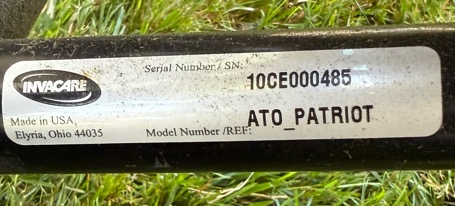 INVACARE
Serial Number / SN:
10CE000485
Made in USA,
Elyria, Ohio 44035
Model Number /REF:
ATO_PATRIOT